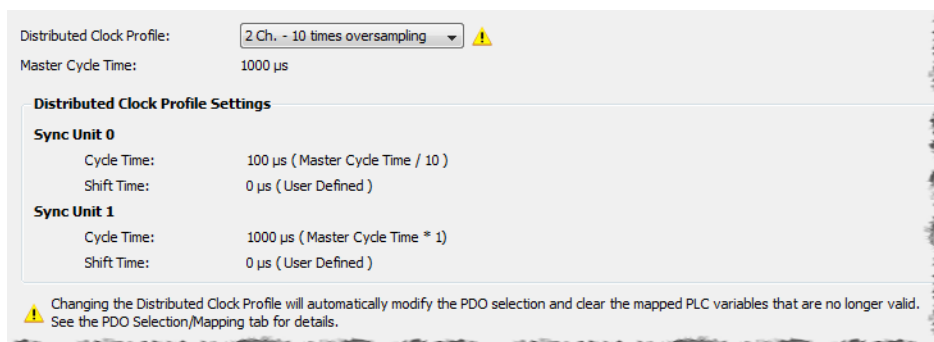 Distributed Clock Profile: 2 Ch. - 10 times oversampling
Master Cycle Time: 1000 µs
Distributed Clock Profile Settings
Sync Unit 0
Cycle Time: 100 µs ( Master Cycle Time / 10 )
Shift Time: 0 µs ( User Defined )
Sync Unit 1
Cycle Time: 1000 µs ( Master Cycle Time * 1)
Shift Time: 0 µs ( User Defined )
Changing the Distributed Clock Profile will automatically modify the PDO selection and clear the mapped PLC variables that are no longer valid.
See the PDO Selection/Mapping tab for details.